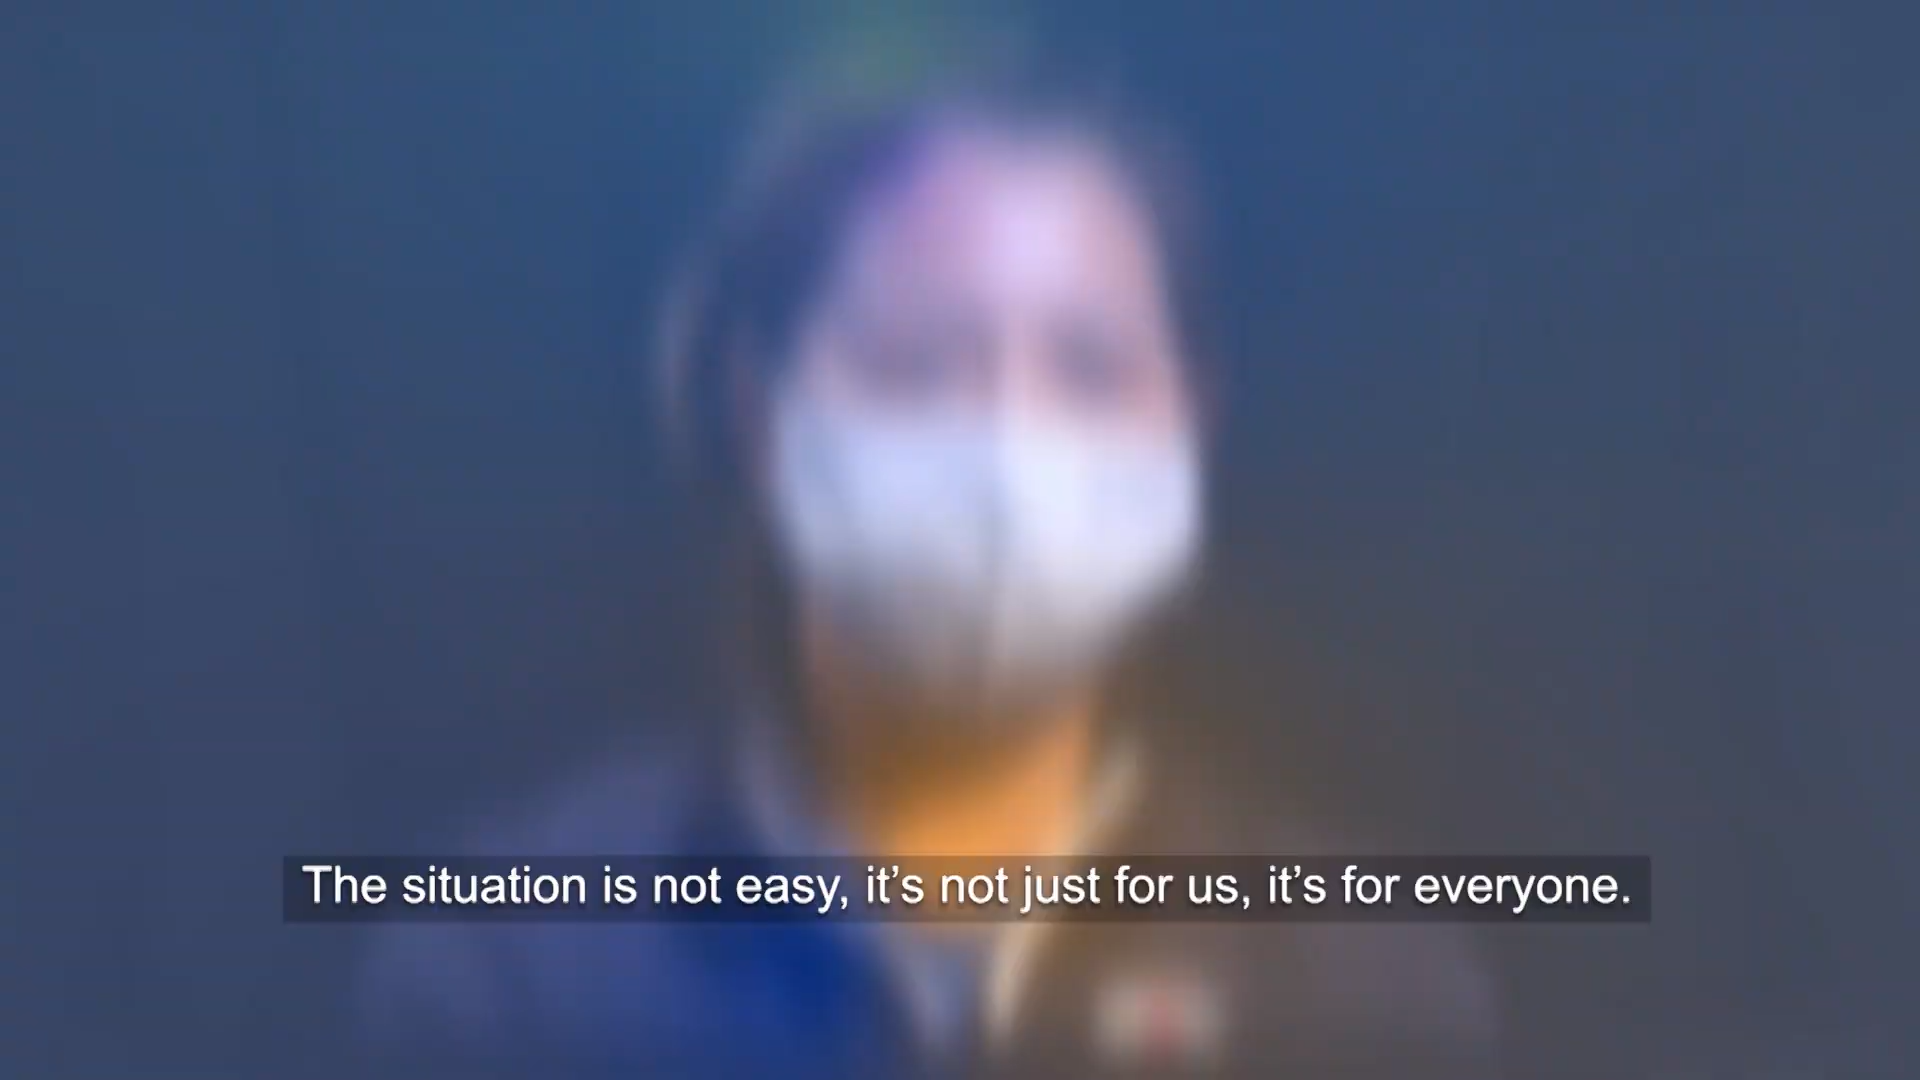 The situation is not easy, it’s not just for us, it’s for everyone.